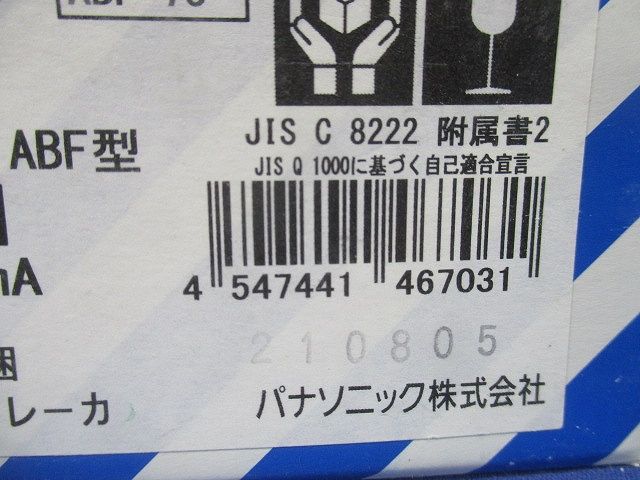 JIS C 8222 附属書2
ABF型
JIS Q 1000に基づく自己適合宣言
mA
4 547441 467031
210805
梱
レーカ
パナソニック株式会社